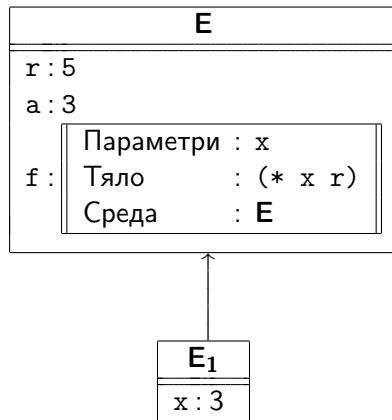 E
r : 5
a : 3
f :
Параметри : x
Тяло : (* x r)
Среда : E
E1
x : 3